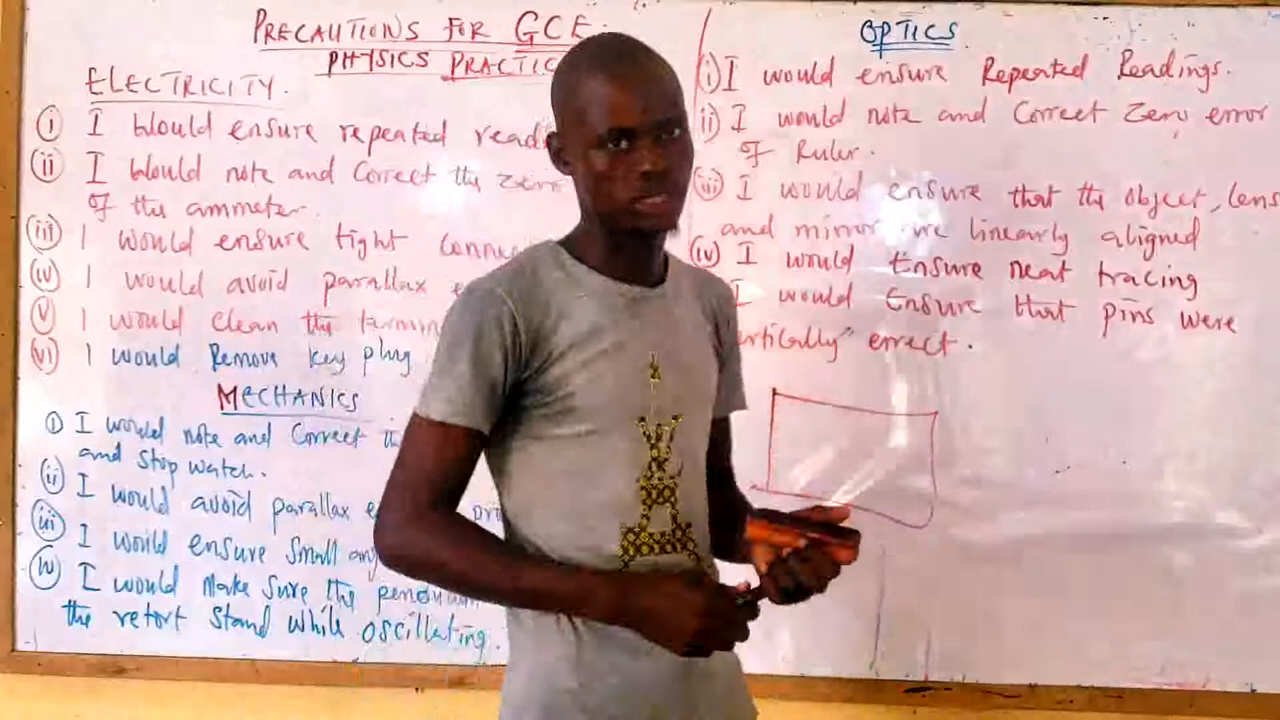 PRECAUTIONS FOR GCE
PHYSICS PRACTIC
ELECTRICITY.
(i) I Would ensure repeated readi
(ii) I Would note and Correct the zero
of the ammeter.
(iii) I would ensure tight connec
(iv) I would avoid parallax e
(v) I would clean the termin
(vi) I would Remove key plug
MECHANICS
(i) I would note and Correct
and Stop watch.
(ii) I would avoid parallax e
(iii) I would ensure small ang
(iv) I would Make Sure the pendulum
the retort Stand while oscillating.
OPTICS
i) I would ensure Repeated Readings.
ii) I would note and Correct Zero error
of Ruler.
(iii) I would ensure that the object, lens
and mirror are linearly aligned
(iv) I would Ensure neat tracing
I would Ensure that pins were
ertically errect.